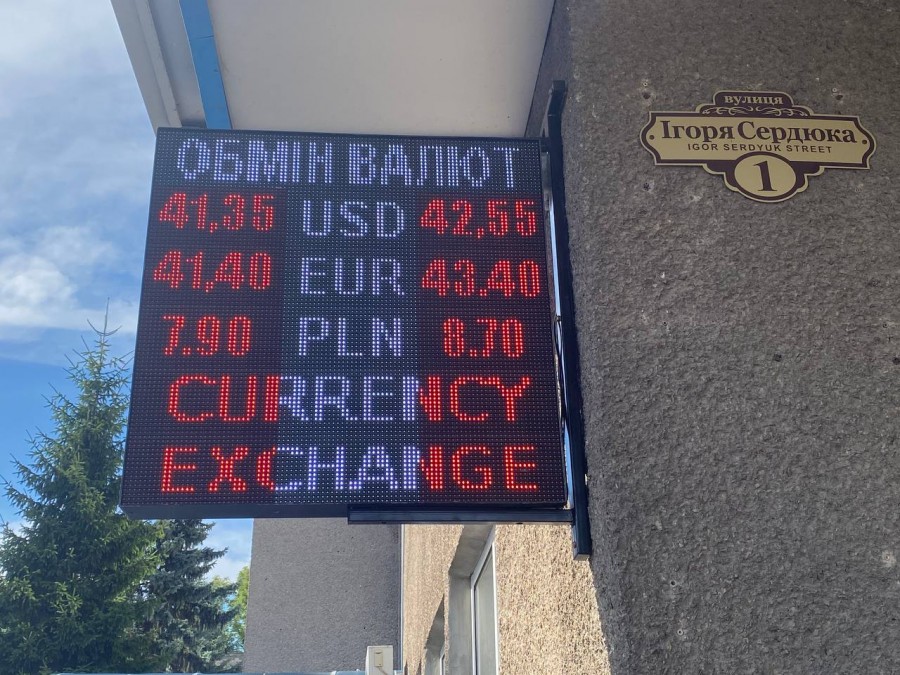 ОБМІН ВАЛЮТ
41,35 USD 42,55
41,40 EUR 43.40
7.90 PLN 8.70
CURRENCY
EXCHANGE
вулиця
Ігоря Сердюка
IGOR SERDYUK STREET
1